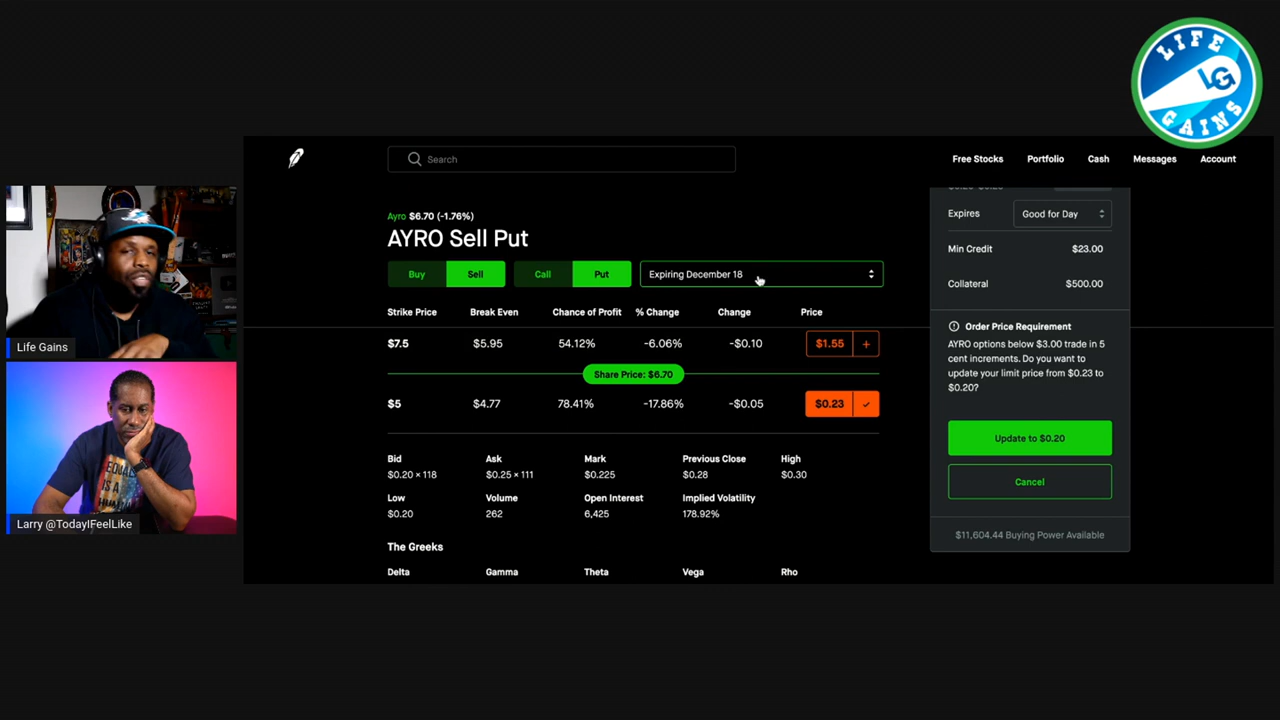 LIFE
LG
GAINS
Search
Free Stocks Portfolio Cash Messages Account
Ayro $6.70 (-1.76%)
AYRO Sell Put
Buy Sell Call Put Expiring December 18
Strike Price Break Even Chance of Profit % Change Change Price
$7.5 $5.95 54.12% -6.06% -$0.10 $1.55 +
Share Price: $6.70
$5 $4.77 78.41% -17.86% -$0.05 $0.23
Bid Ask Mark Previous Close High
$0.20 × 118 $0.25 × 111 $0.225 $0.28 $0.30
Low Volume Open Interest Implied Volatility
$0.20 262 6,425 178.92%
The Greeks
Delta Gamma Theta Vega Rho
Expires Good for Day
Min Credit $23.00
Collateral $500.00
Order Price Requirement
AYRO options below $3.00 trade in 5
cent increments. Do you want to
update your limit price from $0.23 to
$0.20?
Update to $0.20
Cancel
$11,604.44 Buying Power Available
Life Gains
EQUAL
IS A
HUMAN
Larry @TodayIFeelLike